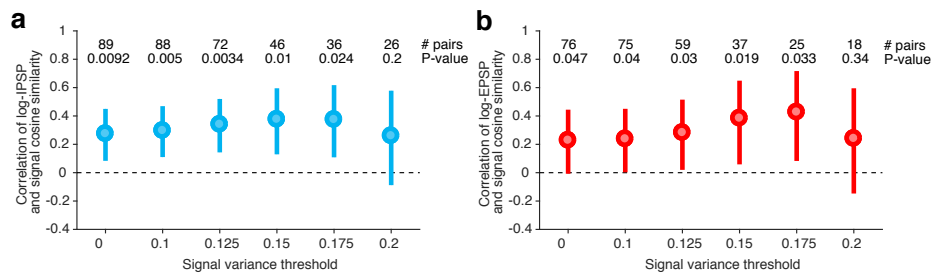 a
1
0.8
0.6
0.4
0.2
0
-0.2
-0.4
Correlation of log-IPSP
and signal cosine similarity
89 88 72 46 36 26 # pairs
0.0092 0.005 0.0034 0.01 0.024 0.2 P-value
0 0.1 0.125 0.15 0.175 0.2
Signal variance threshold
b
1
0.8
0.6
0.4
0.2
0
-0.2
-0.4
Correlation of log-EPSP
and signal cosine similarity
76 75 59 37 25 18 # pairs
0.047 0.04 0.03 0.019 0.033 0.34 P-value
0 0.1 0.125 0.15 0.175 0.2
Signal variance threshold